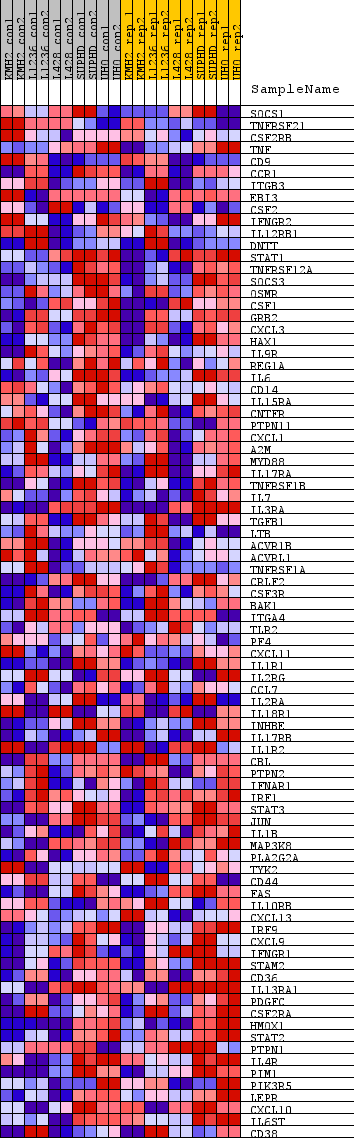 KMH2_con1
KMH2_con2
L1236_con1
L1236_con2
L428_con1
L428_con2
SUPHD_con1
SUPHD_con2
UHO_con1
UHO_con2
KMH2_rep1
KMH2_rep2
L1236_rep1
L1236_rep2
L428_rep1
L428_rep2
SUPHD_rep1
SUPHD_rep2
UHO_rep1
UHO_rep2
SampleName
SOCS1
TNFRSF21
CSF2RB
TNF
CD9
CCR1
ITGB3
EBI3
CSF2
IFNGR2
IL12RB1
DNTT
STAT1
TNFRSF12A
SOCS3
OSMR
CSF1
GRB2
CXCL3
HAX1
IL9R
REG1A
IL6
CD14
IL15RA
CNTFR
PTPN11
CXCL1
A2M
MYD88
IL17RA
TNFRSF1B
IL7
IL3RA
TGFB1
LTB
ACVR1B
ACVRL1
TNFRSF1A
CRLF2
CSF3R
BAK1
ITGA4
TLR2
PF4
CXCL11
IL1R1
IL2RG
CCL7
IL2RA
IL18R1
INHBE
IL17RB
IL1R2
CBL
PTPN2
IFNAR1
IRF1
STAT3
JUN
IL1B
MAP3K8
PLA2G2A
TYK2
CD44
FAS
IL10RB
CXCL13
IRF9
CXCL9
IFNGR1
STAM2
CD36
IL13RA1
PDGFC
CSF2RA
HMOX1
STAT2
PTPN1
IL4R
PIM1
PIK3R5
LEPR
CXCL10
IL6ST
CD38